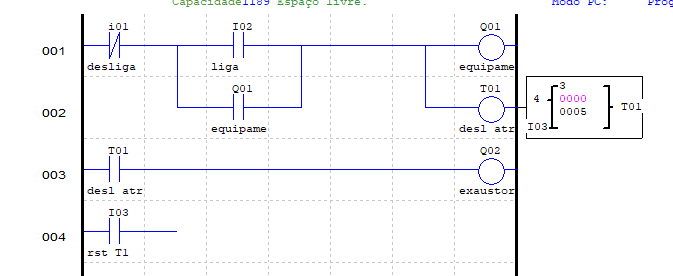 Capacidade1189 Espaço livre. Modo PC:
i01 I02 Q01
001
desliga liga equipame
Q01 T01
002
equipame desl atr
3
4 0000 T01
0005
I03
T01 Q02
003
desl atr exaustor
I03
004
rst T1